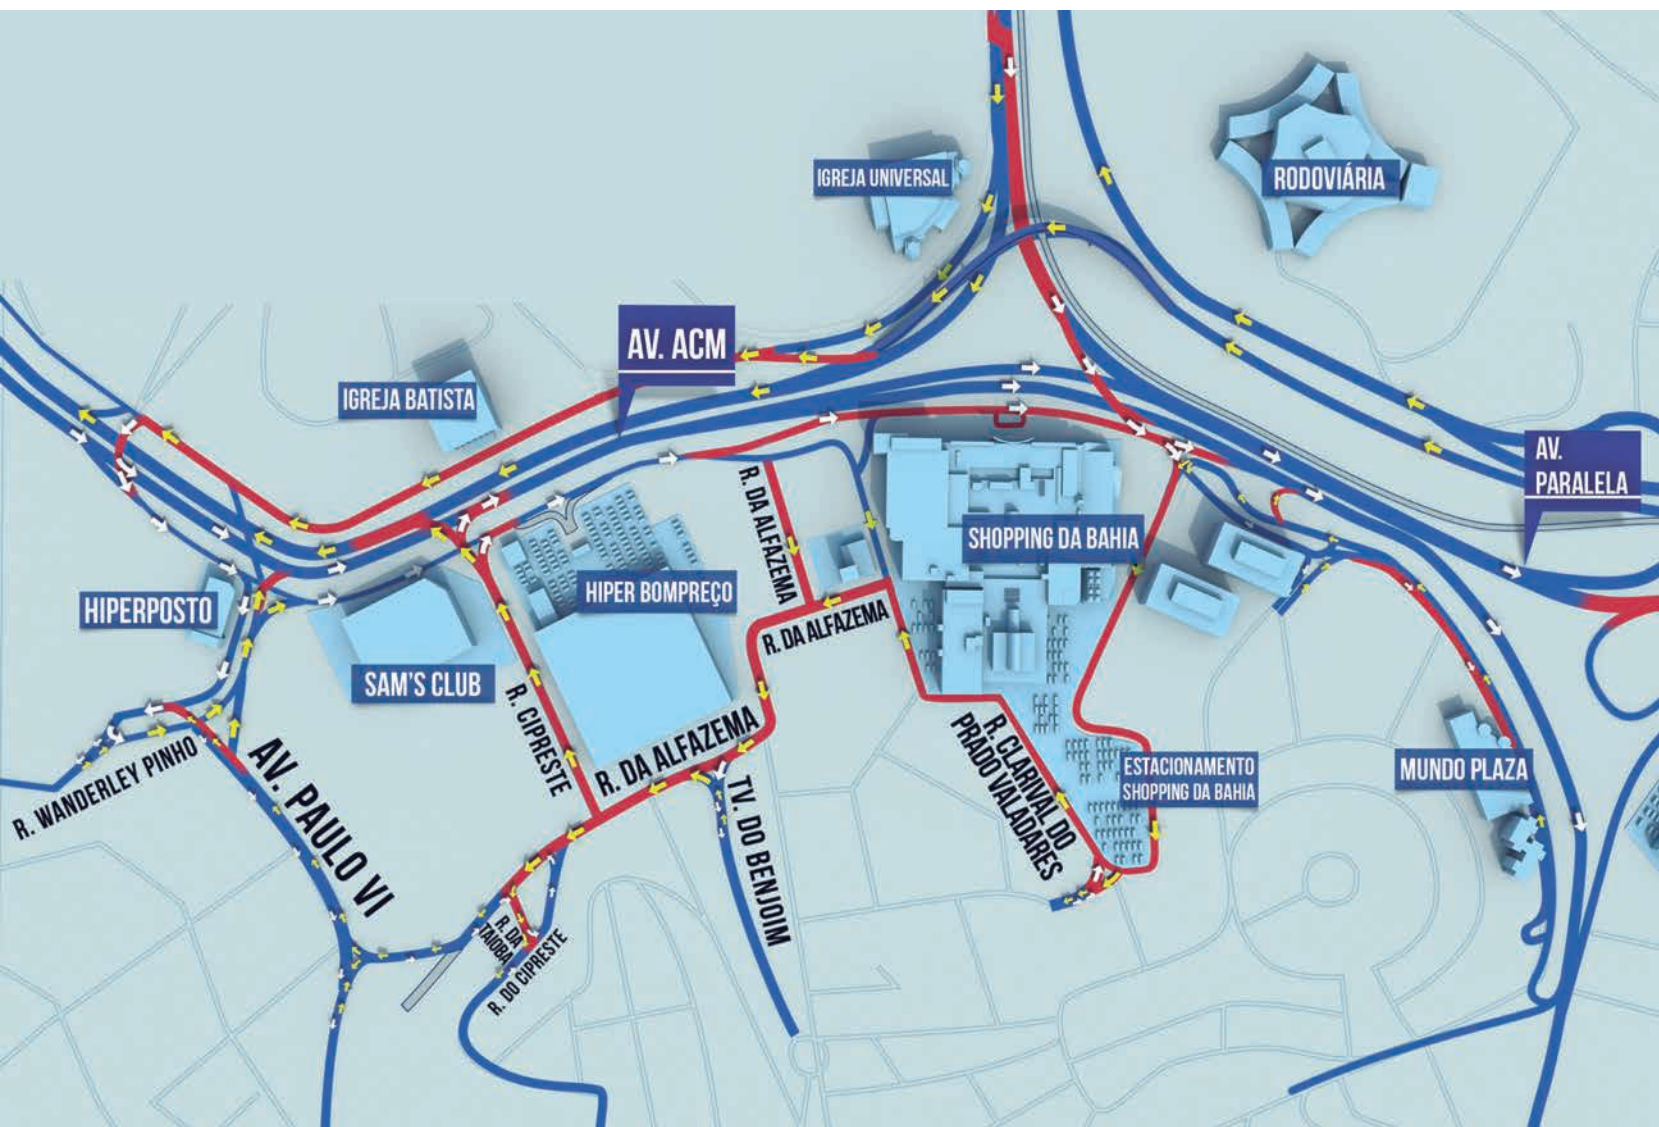 IGREJA UNIVERSAL
RODOVIÁRIA
AV. ACM
IGREJA BATISTA
AV.
PARALELA
R. DA ALFAZEMA
SHOPPING DA BAHIA
HIPER BOMPREÇO
HIPERPOSTO
R. DA ALFAZEMA
SAM'S CLUB
R. CIPRESTE
R. DA ALFAZEMA
R. CLARIVAL DO
PRADO VALADARES
R. WANDERLEY PINHO
AV. PAULO VI
ESTACIONAMENTO
SHOPPING DA BAHIA
MUNDO PLAZA
TV. DO BENJOIM
R. DA
TAIOBA
R. DO CIPRESTE